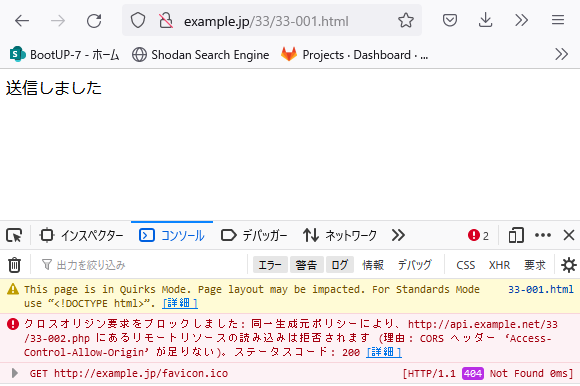 example.jp/33/33-001.html
BootUP-7 - ホーム Shodan Search Engine Projects · Dashboard · ...
送信しました
インスペクター コンソール デバッガー ネットワーク 2
出力を絞り込み エラー 警告 ログ 情報 デバッグ CSS XHR 要求
This page is in Quirks Mode. Page layout may be impacted. For Standards Mode 33-001.html
use “<!DOCTYPE html>”. [詳細]
クロスオリジン要求をブロックしました: 同一生成元ポリシーにより、http://api.example.net/33
/33-002.php にあるリモートリソースの読み込みは拒否されます (理由: CORS ヘッダー ‘Access-
Control-Allow-Origin’ が足りない)。ステータスコード: 200 [詳細]
GET http://example.jp/favicon.ico [HTTP/1.1 404 Not Found 0ms]